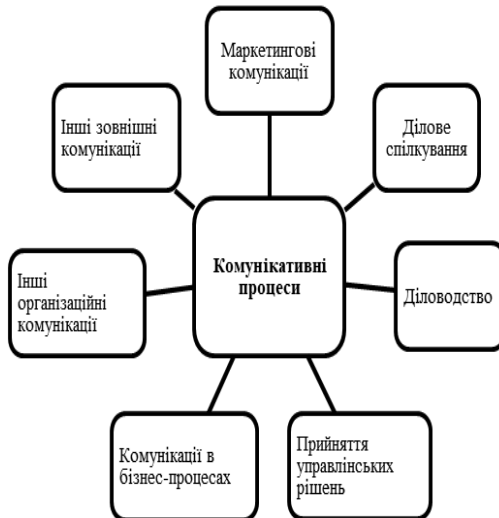 Маркетингові
комунікації
Інші зовнішні
комунікації
Ділове
спілкування
Комунікативні
процеси
Інші
організаційні
комунікації
Діловодство
Комунікації в
бізнес-процесах
Прийняття
управлінських
рішень